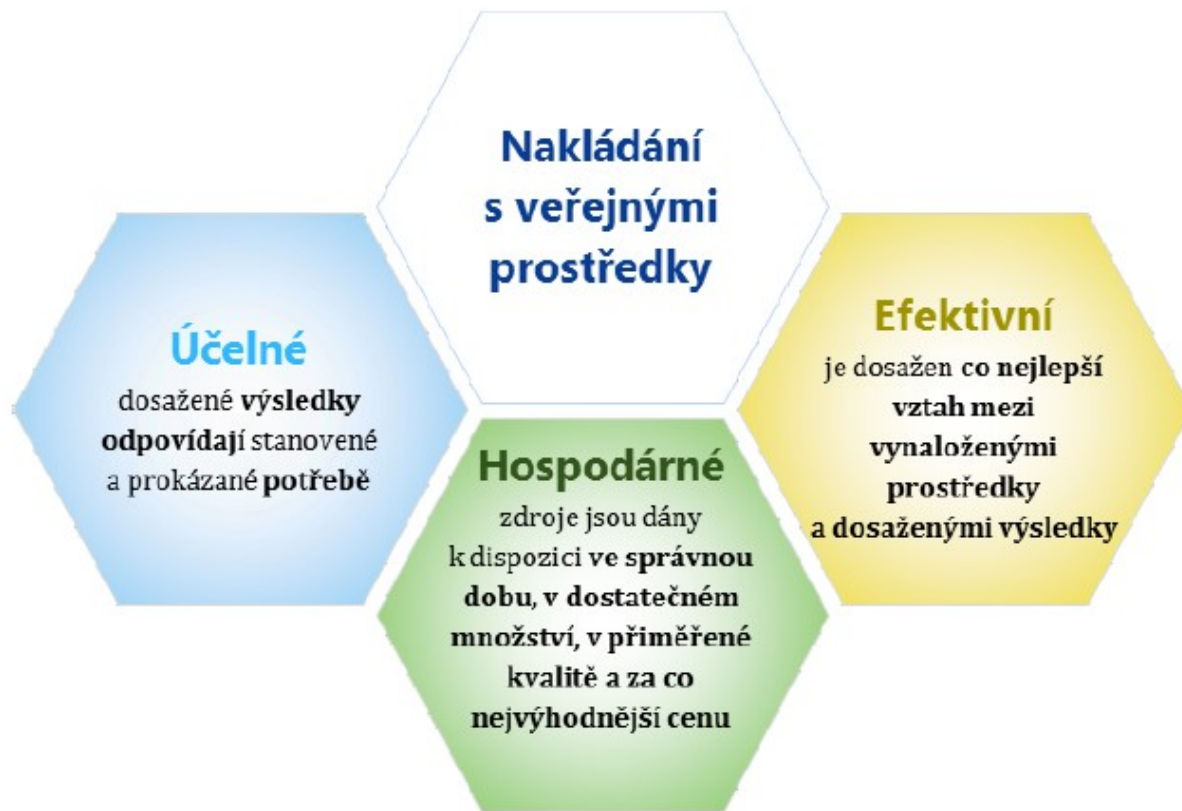 Nakládání
s veřejnými
prostředky
Účelné
dosažené výsledky
odpovídají stanovené
a prokázané potřebě
Hospodárné
zdroje jsou dány
k dispozici ve správnou
dobu, v dostatečném
množství, v přiměřené
kvalitě a za co
nejvýhodnější cenu
Efektivní
je dosažen co nejlepší
vztah mezi
vynaloženými
prostředky
a dosaženými výsledky